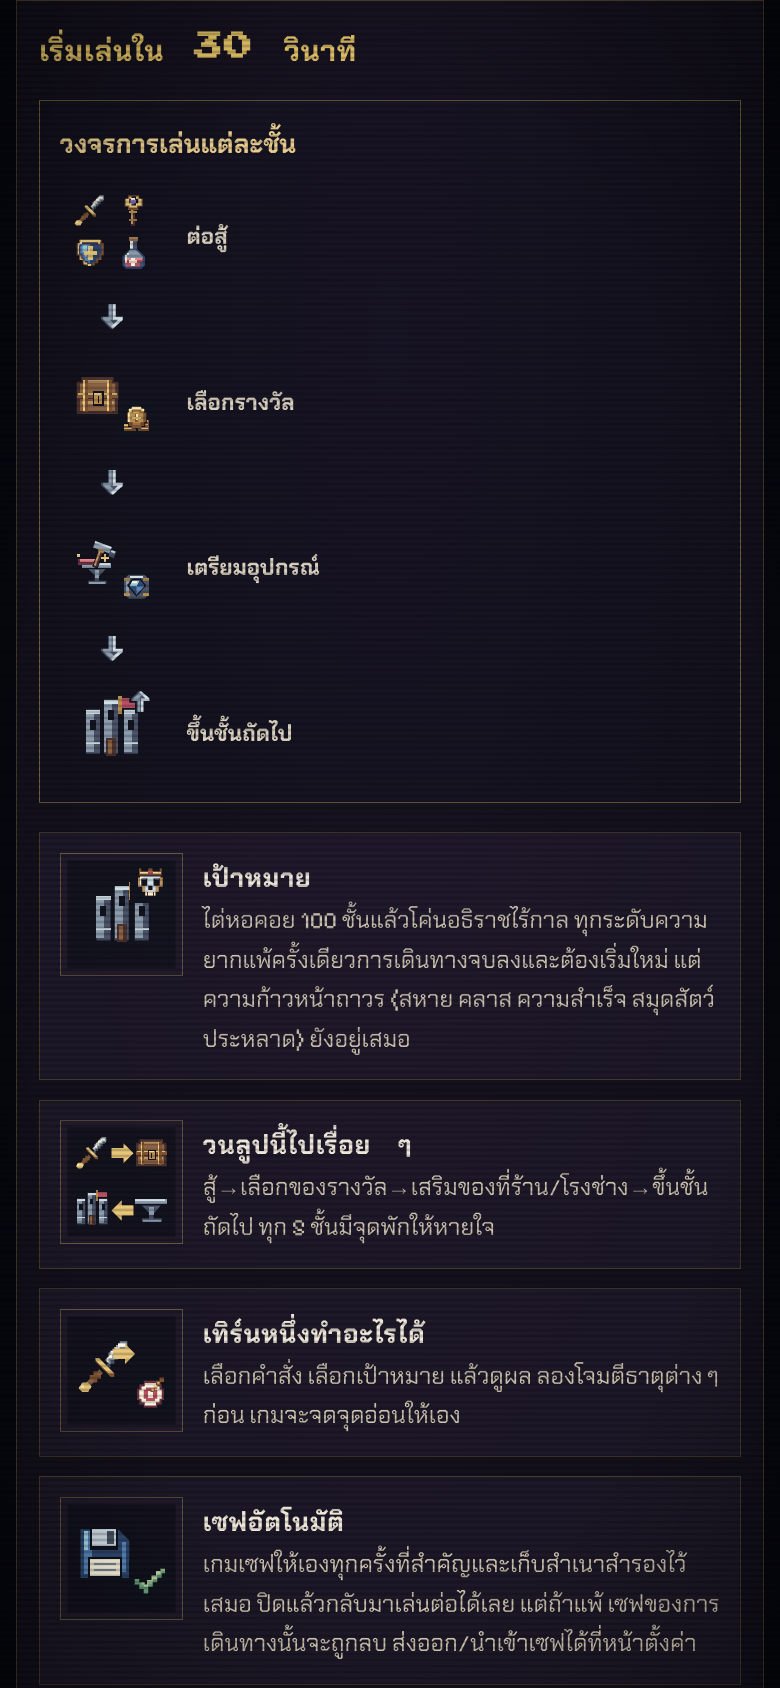 เริ่มเล่นใน 30 วินาที
วงจรการเล่นแต่ละชั้น
ต่อสู้
เลือกรางวัล
เตรียมอุปกรณ์
ขึ้นชั้นถัดไป
เป้าหมาย
ไต่หอคอย 100 ชั้นแล้วโค่นอธิราชไร้กาล ทุกระดับความ
ยากแพ้ครั้งเดียวการเดินทางจบลงและต้องเริ่มใหม่ แต่
ความก้าวหน้าถาวร (สหาย คลาส ความสำเร็จ สมุดสัตว์
ประหลาด) ยังอยู่เสมอ
วนลูปนี้ไปเรื่อย ๆ
สู้→เลือกของรางวัล→เสริมของที่ร้าน/โรงช่าง→ขึ้นชั้น
ถัดไป ทุก ชั้นมีจุดพักให้หายใจ
เทิร์นหนึ่งทำอะไรได้
เลือกคำสั่ง เลือกเป้าหมาย แล้วดูผล ลองโจมตีธาตุต่าง ๆ
ก่อน เกมจะจดจุดอ่อนให้เอง
เซฟอัตโนมัติ
เกมเซฟให้เองทุกครั้งที่สำคัญและเก็บสำเนาสำรองไว้
เสมอ ปิดแล้วกลับมาเล่นต่อได้เลย แต่ถ้าแพ้ เซฟของการ
เดินทางนั้นจะถูกลบ ส่งออก/นำเข้าเซฟได้ที่หน้าตั้งค่า